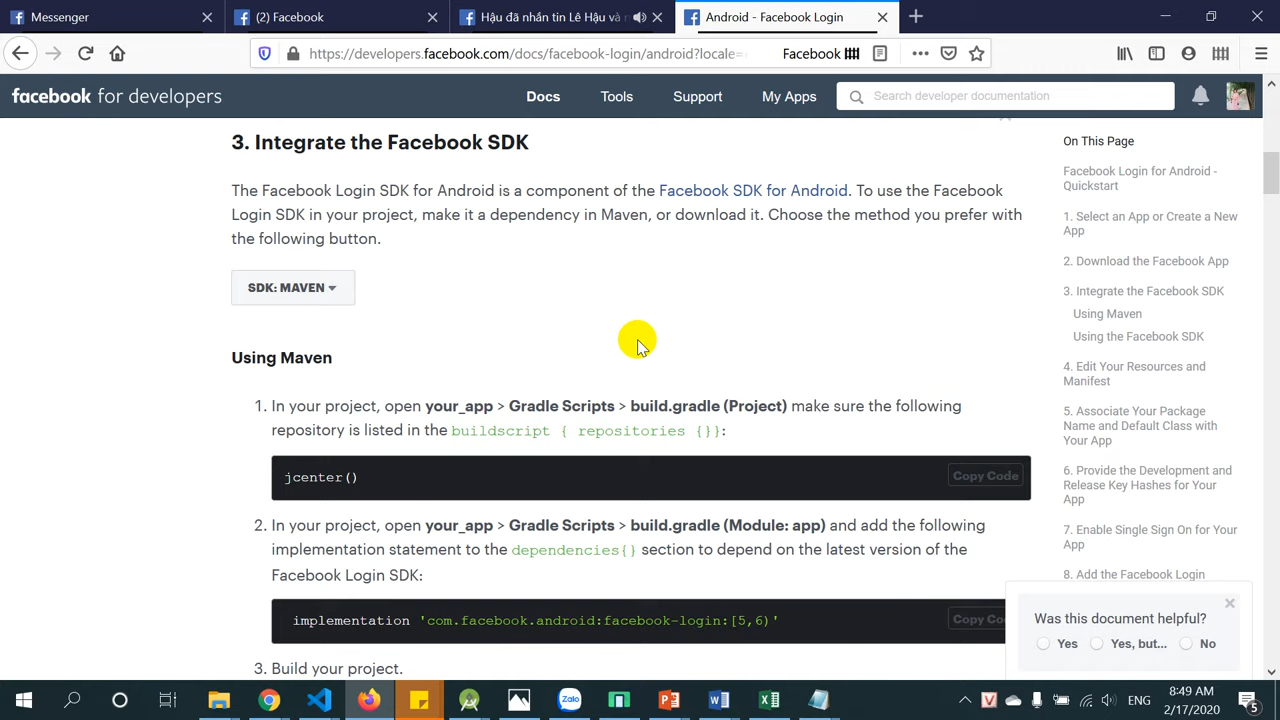 Messenger
(2) Facebook
Hậu đã nhắn tin Lê Hậu và
Android - Facebook Login
https://developers.facebook.com/docs/facebook-login/android?locale=
Facebook
facebook for developers
Docs
Tools
Support
My Apps
Search developer documentation
3. Integrate the Facebook SDK
The Facebook Login SDK for Android is a component of the Facebook SDK for Android. To use the Facebook
Login SDK in your project, make it a dependency in Maven, or download it. Choose the method you prefer with
the following button.
SDK: MAVEN
Using Maven
1. In your project, open your_app > Gradle Scripts > build.gradle (Project) make sure the following
repository is listed in the buildscript { repositories {}}:
jcenter()
Copy Code
2. In your project, open your_app > Gradle Scripts > build.gradle (Module: app) and add the following
implementation statement to the dependencies{} section to depend on the latest version of the
Facebook Login SDK:
implementation 'com.facebook.android:facebook-login:[5,6)'
Copy
3. Build your project.
On This Page
Facebook Login for Android -
Quickstart
1. Select an App or Create a New
App
2. Download the Facebook App
3. Integrate the Facebook SDK
Using Maven
Using the Facebook SDK
4. Edit Your Resources and
Manifest
5. Associate Your Package
Name and Default Class with
Your App
6. Provide the Development and
Release Key Hashes for Your
App
7. Enable Single Sign On for Your
App
8. Add the Facebook Login
Was this document helpful?
Yes
Yes, but...
No
Zalo
ENG
8:49 AM
2/17/2020
5